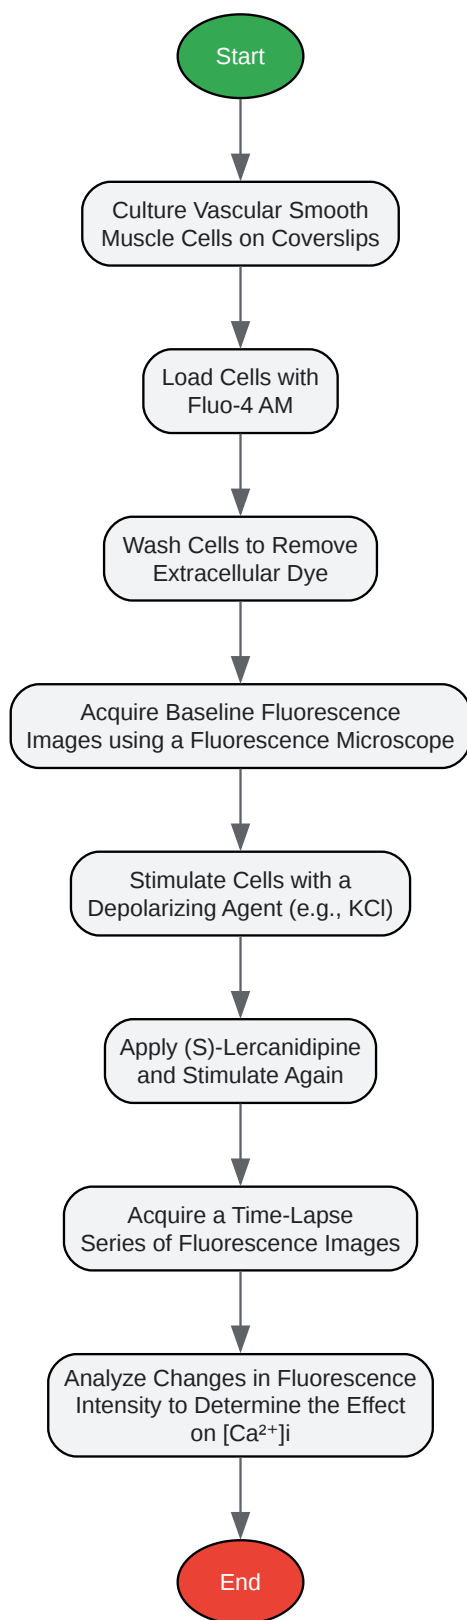 Start
Culture Vascular Smooth
Muscle Cells on Coverslips
Load Cells with
Fluo-4 AM
Wash Cells to Remove
Extracellular Dye
Acquire Baseline Fluorescence
Images using a Fluorescence Microscope
Stimulate Cells with a
Depolarizing Agent (e.g., KCl)
Apply (S)-Lercanidipine
and Stimulate Again
Acquire a Time-Lapse
Series of Fluorescence Images
Analyze Changes in Fluorescence
Intensity to Determine the Effect
on [Ca²⁺]i
End